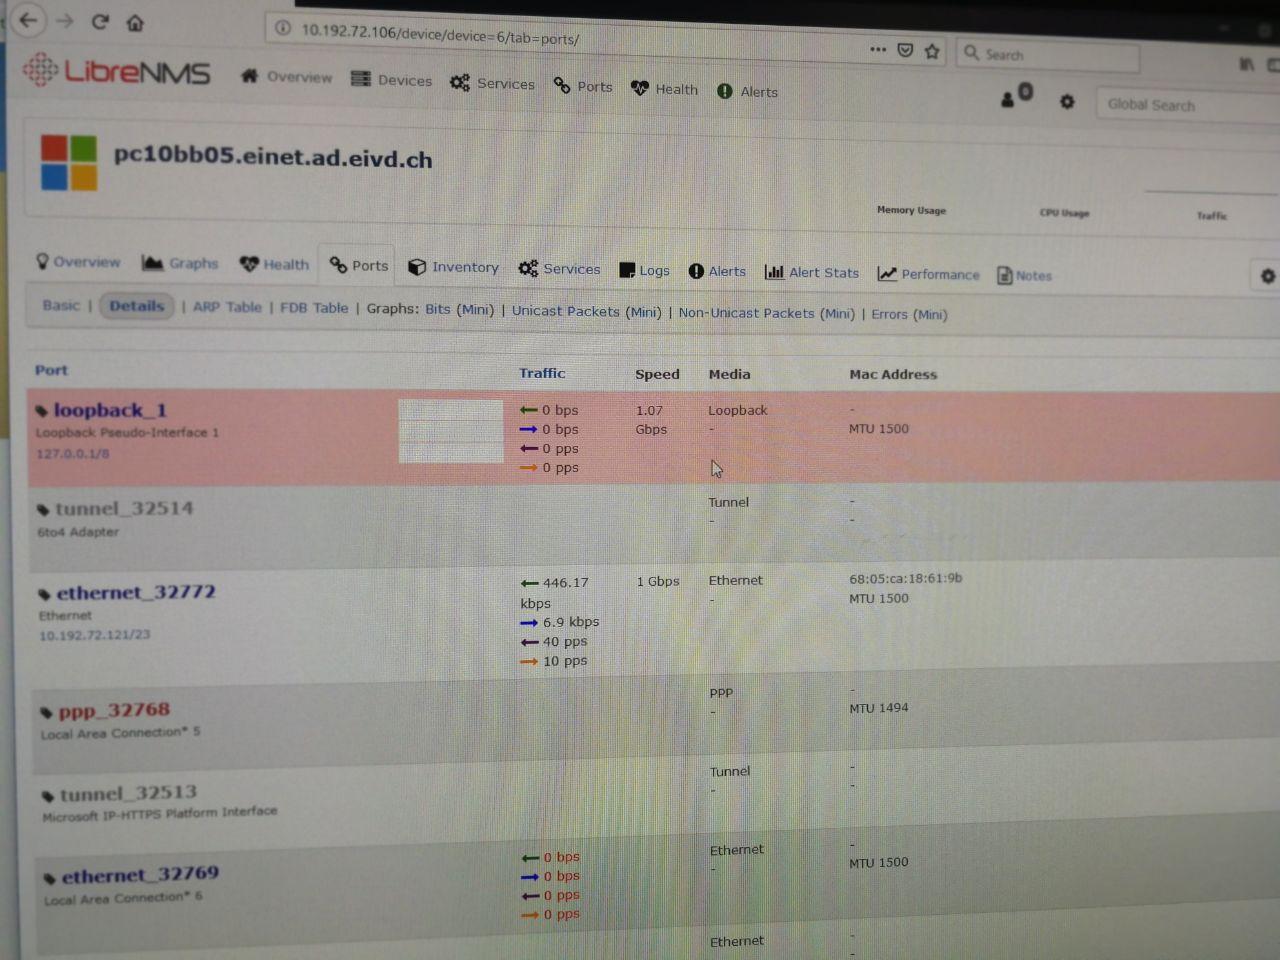 10.192.72.106/device/device=6/tab=ports/
Search
LibreNMS
Overview
Devices
Services
Ports
Health
Alerts
0
Global Search
pc10bb05.einet.ad.eivd.ch
Memory Usage
CPU Usage
Traffic
Overview
Graphs
Health
Ports
Inventory
Services
Logs
Alerts
Alert Stats
Performance
Notes
Basic | Details | ARP Table | FDB Table | Graphs: Bits (Mini) | Unicast Packets (Mini) | Non-Unicast Packets (Mini) | Errors (Mini)
Port Traffic Speed Media Mac Address
loopback_1
Loopback Pseudo-Interface 1
127.0.0.1/8
0 bps
0 bps
0 pps
0 pps
1.07
Gbps
Loopback
-
-
MTU 1500
tunnel_32514
6to4 Adapter
Tunnel
-
-
-
ethernet_32772
Ethernet
10.192.72.121/23
446.17
kbps
6.9 kbps
40 pps
10 pps
1 Gbps
Ethernet
-
68:05:ca:18:61:9b
MTU 1500
ppp_32768
Local Area Connection* 5
PPP
-
-
MTU 1494
tunnel_32513
Microsoft IP-HTTPS Platform Interface
Tunnel
-
-
-
ethernet_32769
Local Area Connection* 6
0 bps
0 bps
0 pps
0 pps
Ethernet
-
-
MTU 1500
Ethernet
-
-